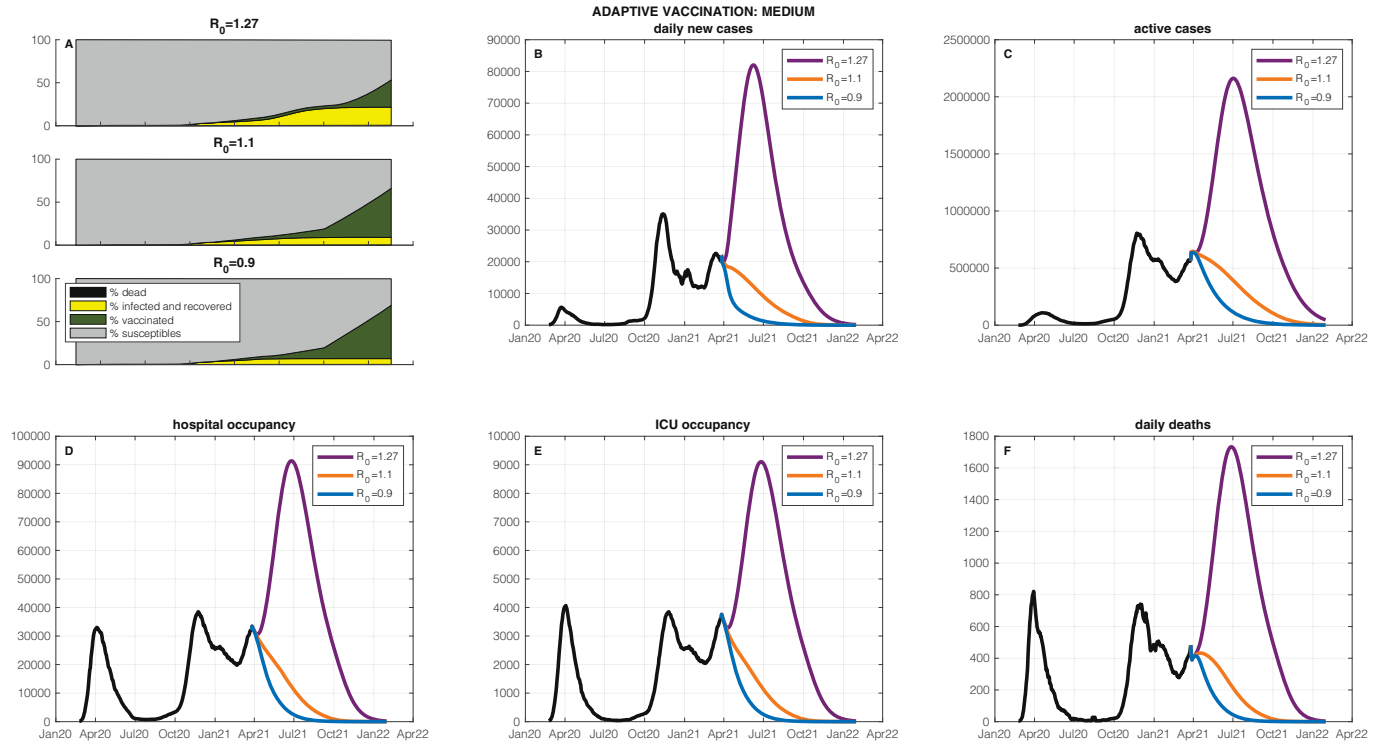 ADAPTIVE VACCINATION: MEDIUM
R0=1.27
A
100
50
0
R0=1.1
100
50
0
R0=0.9
100
50
0
% dead
% infected and recovered
% vaccinated
% susceptibles
daily new cases
B
R0=1.27
R0=1.1
R0=0.9
90000
80000
70000
60000
50000
40000
30000
20000
10000
0
Jan20 Apr20 Jul20 Oct20 Jan21 Apr21 Jul21 Oct21 Jan22 Apr22
active cases
C
R0=1.27
R0=1.1
R0=0.9
2500000
2000000
1500000
1000000
500000
0
Jan20 Apr20 Jul20 Oct20 Jan21 Apr21 Jul21 Oct21 Jan22 Apr22
hospital occupancy
D
R0=1.27
R0=1.1
R0=0.9
100000
90000
80000
70000
60000
50000
40000
30000
20000
10000
0
Jan20 Apr20 Jul20 Oct20 Jan21 Apr21 Jul21 Oct21 Jan22 Apr22
ICU occupancy
E
R0=1.27
R0=1.1
R0=0.9
10000
9000
8000
7000
6000
5000
4000
3000
2000
1000
0
Jan20 Apr20 Jul20 Oct20 Jan21 Apr21 Jul21 Oct21 Jan22 Apr22
daily deaths
F
R0=1.27
R0=1.1
R0=0.9
1800
1600
1400
1200
1000
800
600
400
200
0
Jan20 Apr20 Jul20 Oct20 Jan21 Apr21 Jul21 Oct21 Jan22 Apr22